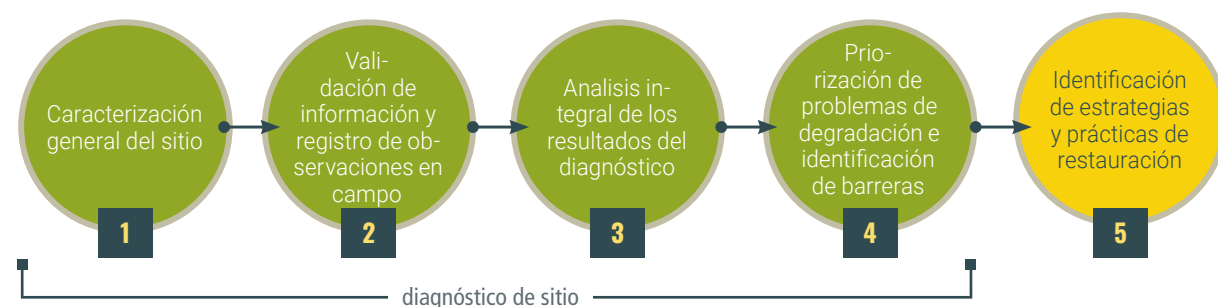 Caracterización
general del sitio
1
Vali-
dación de
información y
registro de ob-
servaciones en
campo
2
Analisis in-
tegral de los
resultados del
diagnóstico
3
Prio-
rización de
problemas de
degradación e
identificación
de barreras
4
Identificación
de estrategias
y prácticas de
restauración
5
diagnóstico de sitio